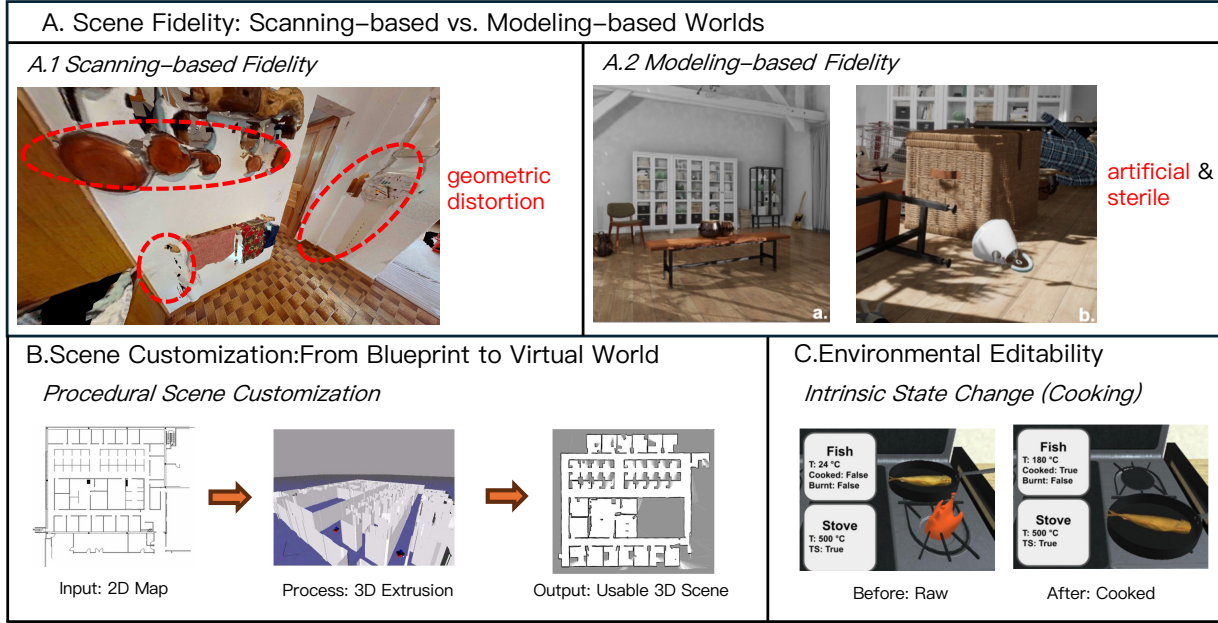 A. Scene Fidelity: Scanning-based vs. Modeling-based Worlds
A.1 Scanning-based Fidelity
geometric
distortion
A.2 Modeling-based Fidelity
a.
b.
artificial &
sterile
B.Scene Customization:From Blueprint to Virtual World
Procedural Scene Customization
Input: 2D Map
Process: 3D Extrusion
Output: Usable 3D Scene
C.Environmental Editability
Intrinsic State Change (Cooking)
Fish
T: 24 °C
Cooked: False
Burnt: False
Stove
T: 500 °C
TS: True
Before: Raw
Fish
T: 180 °C
Cooked: True
Burnt: False
Stove
T: 500 °C
TS: True
After: Cooked